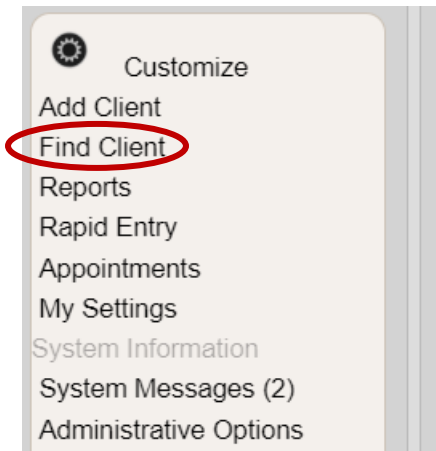 Customize
Add Client
Find Client
Reports
Rapid Entry
Appointments
My Settings
System Information
System Messages (2)
Administrative Options